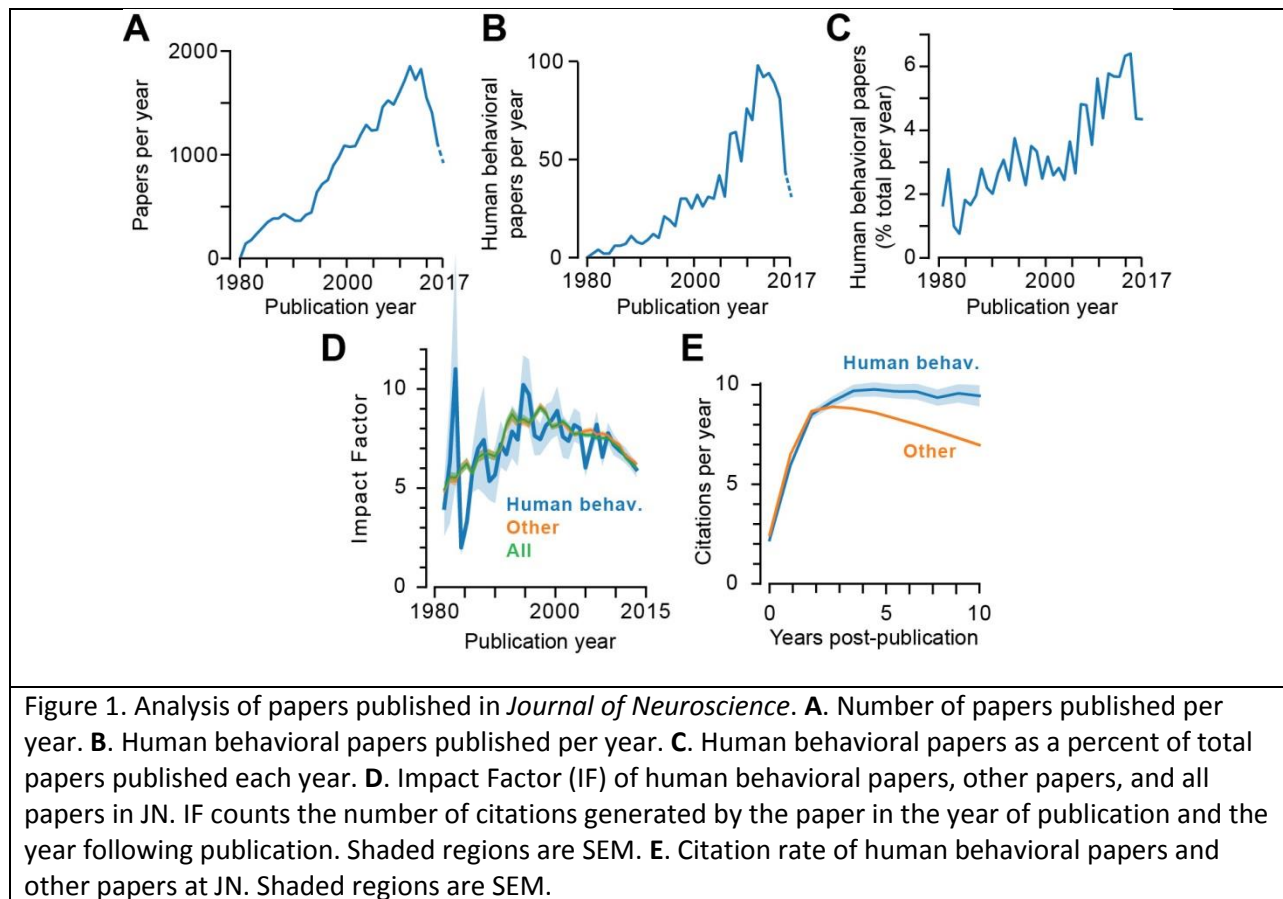 A
B
C
Papers per year
2000
1000
0
1980
2000
2017
Publication year
Human behavioral
papers per year
100
50
0
1980
2000
2017
Publication year
Human behavioral papers
(% total per year)
6
4
2
0
1980
2000
2017
Publication year
D
E
Impact Factor
10
5
0
Human behav.
Other
All
1980
2000
2015
Publication year
Citations per year
10
5
0
Human behav.
Other
0
5
10
Years post-publication
Figure 1. Analysis of papers published in Journal of Neuroscience. A. Number of papers published per
year. B. Human behavioral papers published per year. C. Human behavioral papers as a percent of total
papers published each year. D. Impact Factor (IF) of human behavioral papers, other papers, and all
papers in JN. IF counts the number of citations generated by the paper in the year of publication and the
year following publication. Shaded regions are SEM. E. Citation rate of human behavioral papers and
other papers at JN. Shaded regions are SEM.